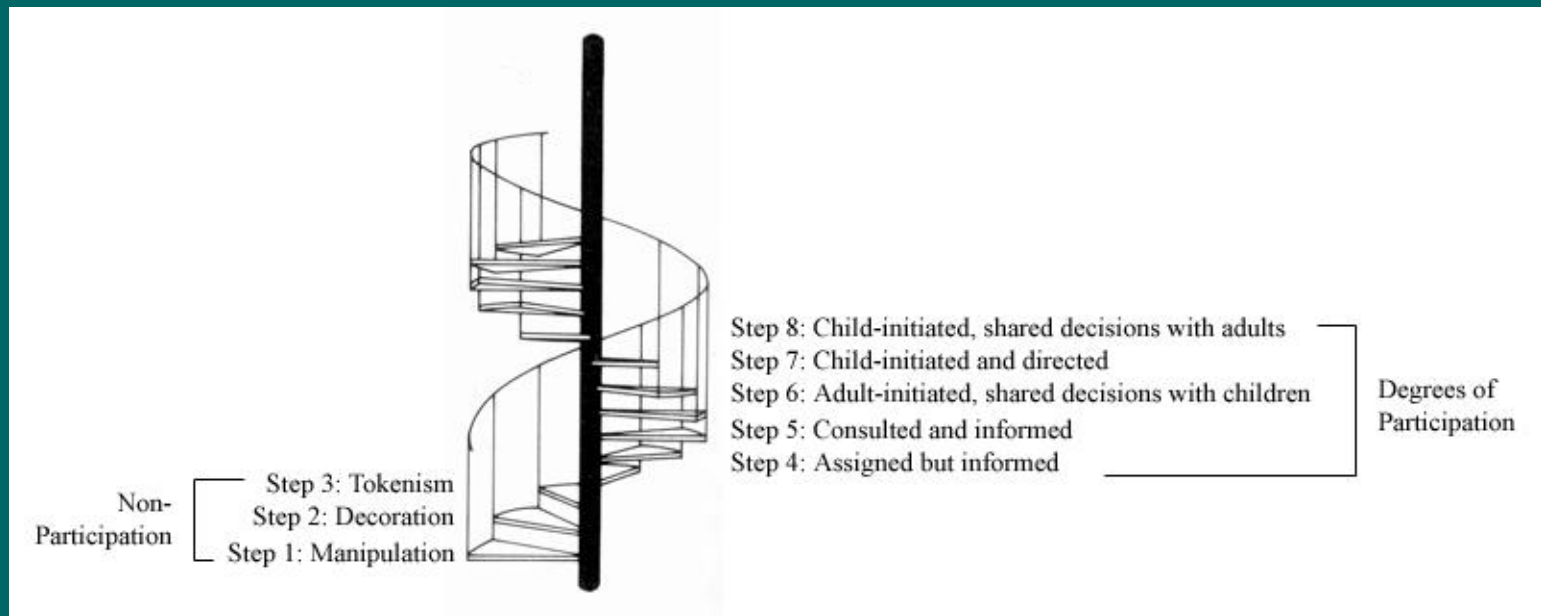 Step 8: Child-initiated, shared decisions with adults
Step 7: Child-initiated and directed
Step 6: Adult-initiated, shared decisions with children
Step 5: Consulted and informed
Step 4: Assigned but informed
Degrees of
Participation
Step 3: Tokenism
Step 2: Decoration
Step 1: Manipulation
Non-
Participation